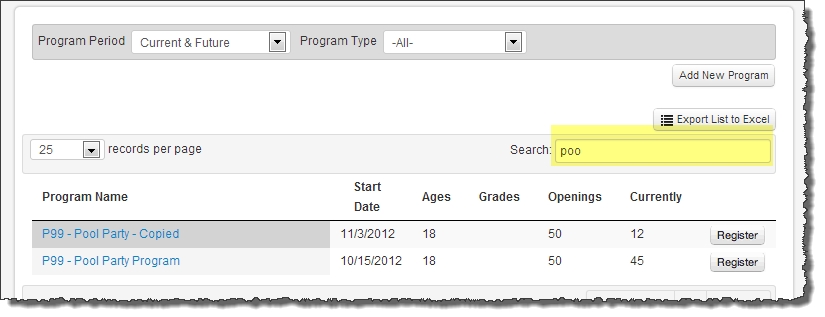 Program Period Current & Future Program Type -All-
Add New Program
Export List to Excel
25 records per page Search: poo
Program Name Start Date Ages Grades Openings Currently
P99 - Pool Party - Copied 11/3/2012 18 50 12 Register
P99 - Pool Party Program 10/15/2012 18 50 45 Register